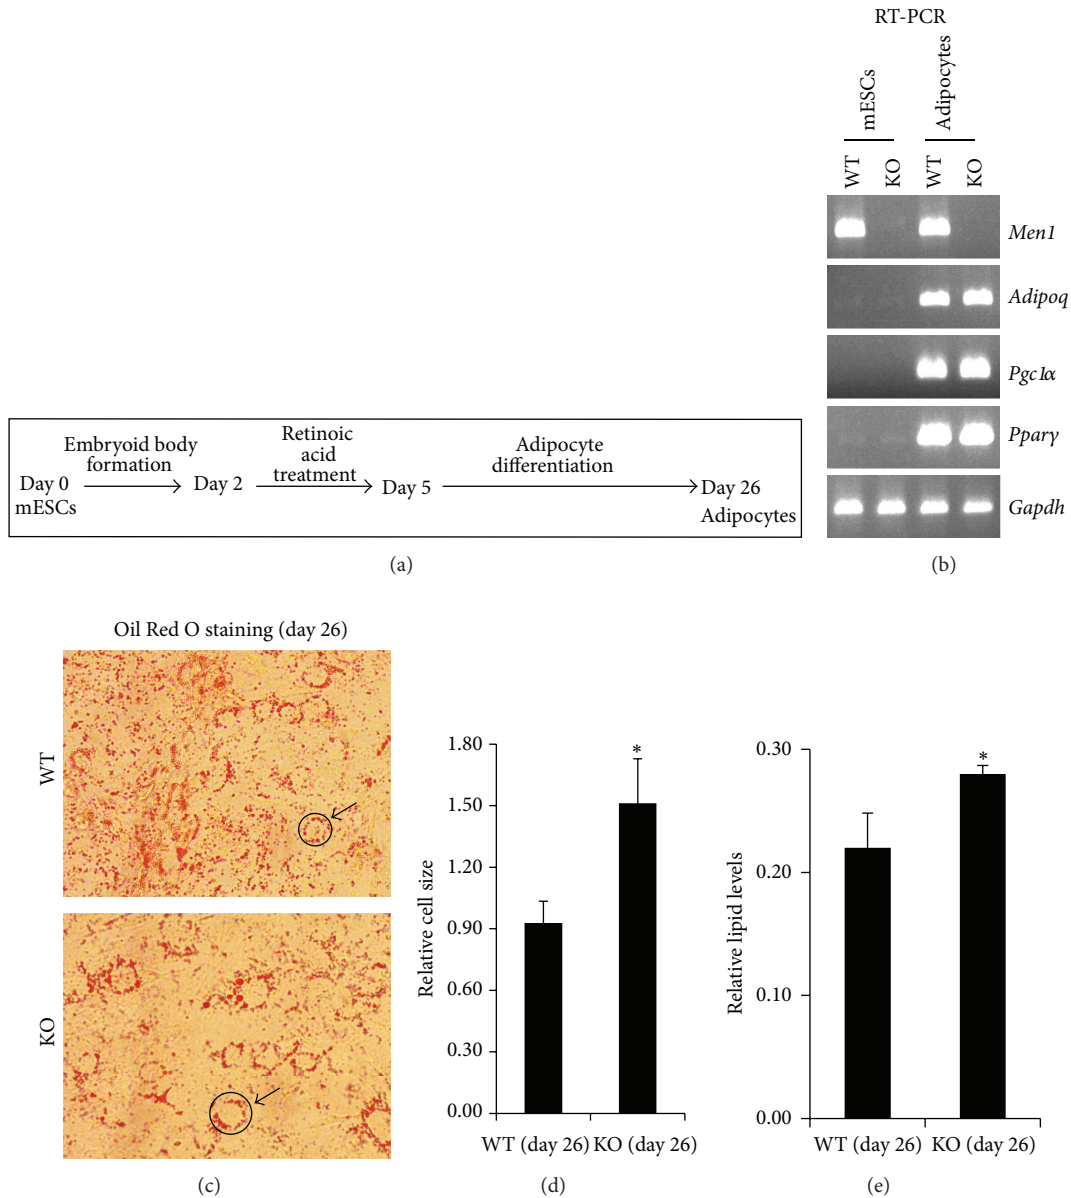 RT-PCR
mESCs
Adipocytes
WT
KO
WT
KO
Men1
Adipoq
Pgc1α
Pparγ
Gapdh
(b)
Day 0
mESCs
Embryoid body
formation
Day 2
Retinoic
acid
treatment
Day 5
Adipocyte
differentiation
Day 26
Adipocytes
(a)
Oil Red O staining (day 26)
WT
KO
(c)
Relative cell size
1.80
1.50
1.20
0.90
0.60
0.30
0.00
*
WT (day 26)
KO (day 26)
(d)
Relative lipid levels
0.30
0.20
0.10
0.00
*
WT (day 26)
KO (day 26)
(e)